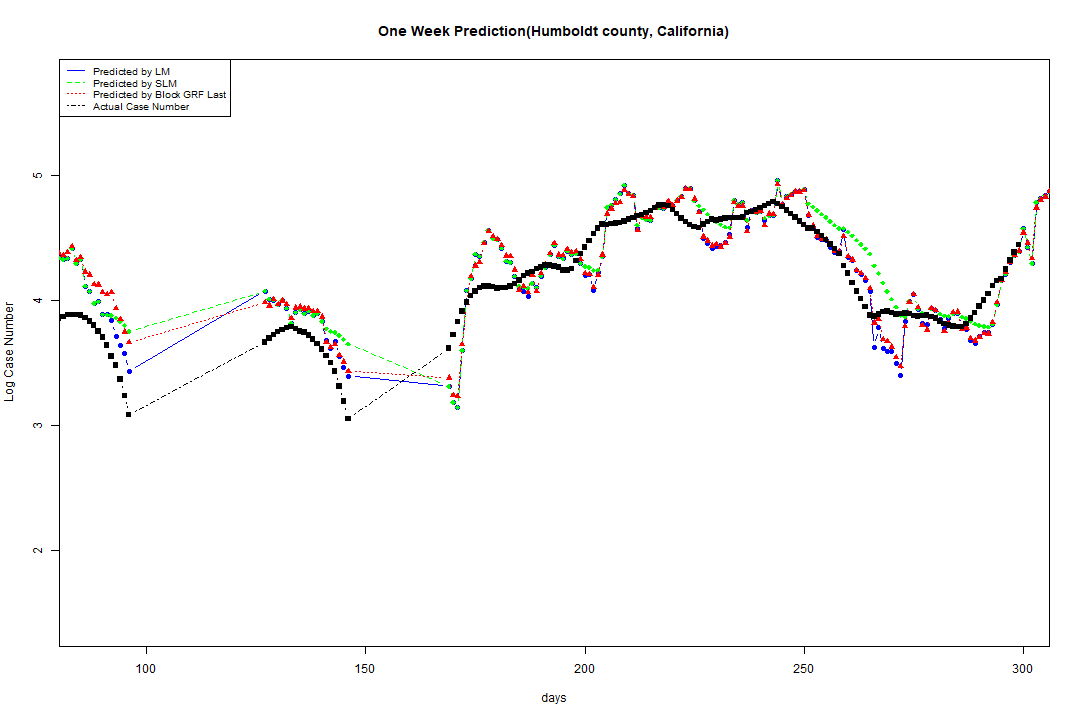 One Week Prediction(Humboldt county, California)
Predicted by LM
Predicted by SLM
Predicted by Block GRF Last
Actual Case Number
5
4
3
2
Log Case Number
100 150 200 250 300
days